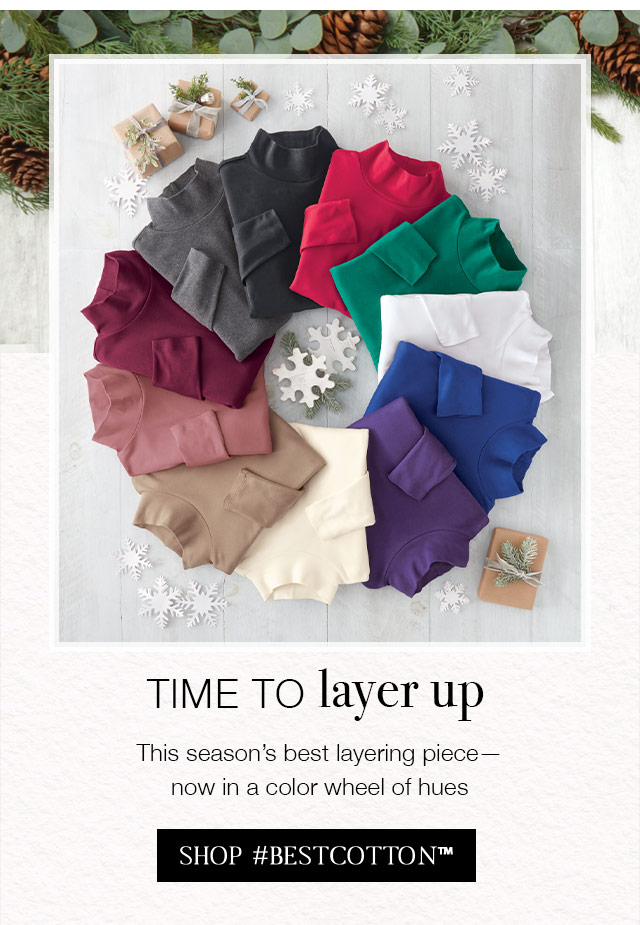 TIME TO layer up
This season’s best layering piece—
now in a color wheel of hues
SHOP #BESTCOTTON™